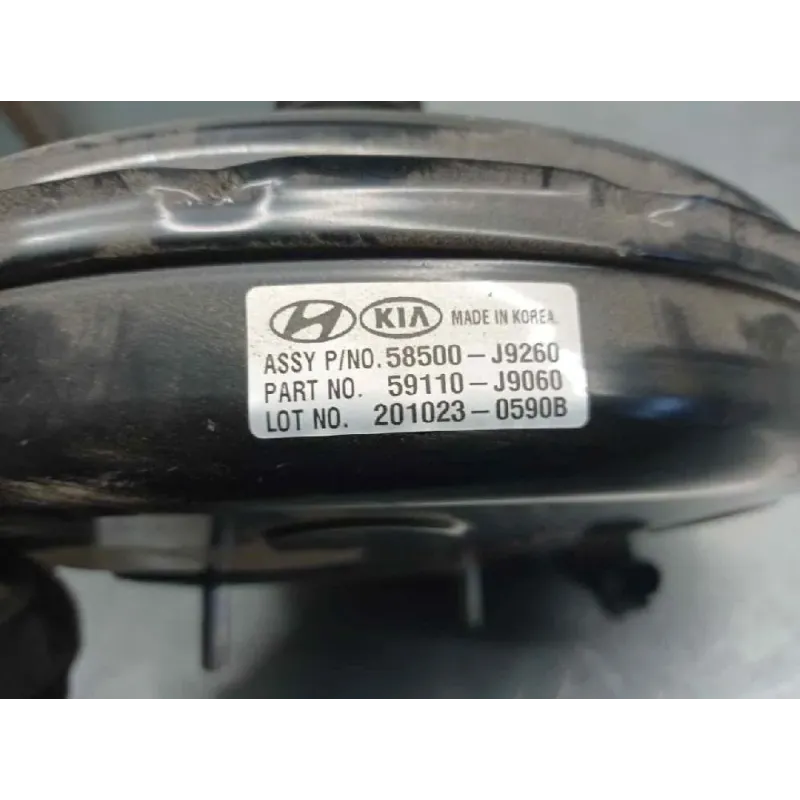 KIA MADE IN KOREA
ASSY P/NO. 58500-J9260
PART NO. 59110-J9060
LOT NO. 201023-0590B